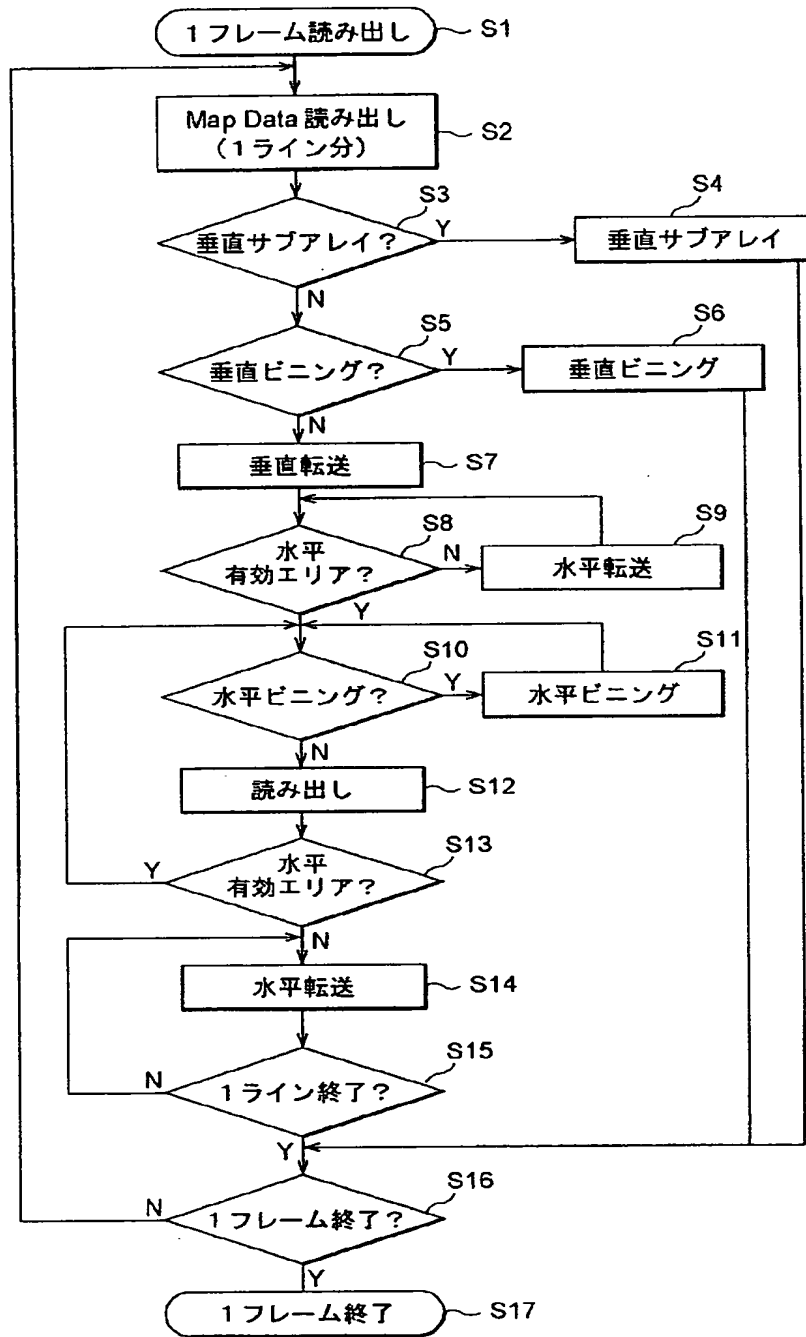 1フレーム読み出し
S1
Map Data 読み出し
(1ライン分)
S2
S3
垂直サブアレイ?
Y
S4
垂直サブアレイ
N
S5
垂直ビニング?
Y
S6
垂直ビニング
N
垂直転送
S7
S8
水平
有効エリア?
N
S9
水平転送
Y
S10
水平ビニング?
Y
S11
水平ビニング
N
読み出し
S12
S13
水平
有効エリア?
Y
N
水平転送
S14
S15
1ライン終了?
N
Y
S16
1フレーム終了?
N
Y
1フレーム終了
S17